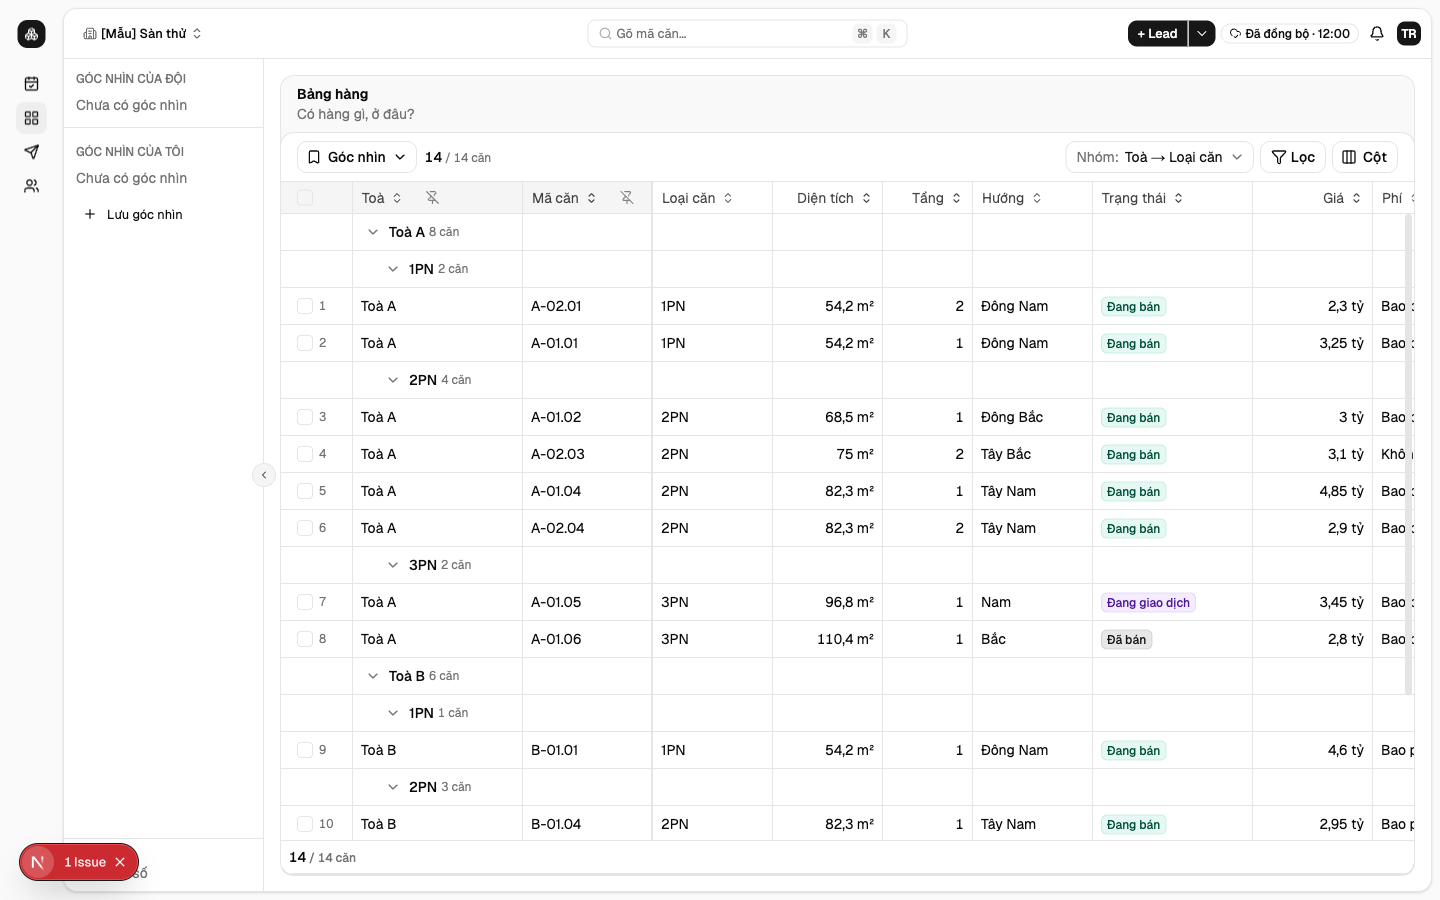 [Mẫu] Sàn thử
Gõ mã căn...
⌘ K
+ Lead
Đã đồng bộ · 12:00
TR
GÓC NHÌN CỦA ĐỘI
Chưa có góc nhìn
GÓC NHÌN CỦA TÔI
Chưa có góc nhìn
+ Lưu góc nhìn
số
1 Issue
Bảng hàng
Có hàng gì, ở đâu?
Góc nhìn 14 / 14 căn
Nhóm: Toà → Loại căn
Lọc
Cột
Toà Mã căn Loại căn Diện tích Tầng Hướng Trạng thái Giá Phí
Toà A 8 căn
1PN 2 căn
1 Toà A A-02.01 1PN 54,2 m² 2 Đông Nam Đang bán 2,3 tỷ Bao
2 Toà A A-01.01 1PN 54,2 m² 1 Đông Nam Đang bán 3,25 tỷ Bao
2PN 4 căn
3 Toà A A-01.02 2PN 68,5 m² 1 Đông Bắc Đang bán 3 tỷ Bao
4 Toà A A-02.03 2PN 75 m² 2 Tây Bắc Đang bán 3,1 tỷ Khôn
5 Toà A A-01.04 2PN 82,3 m² 1 Tây Nam Đang bán 4,85 tỷ Bao
6 Toà A A-02.04 2PN 82,3 m² 2 Tây Nam Đang bán 2,9 tỷ Bao
3PN 2 căn
7 Toà A A-01.05 3PN 96,8 m² 1 Nam Đang giao dịch 3,45 tỷ Bao
8 Toà A A-01.06 3PN 110,4 m² 1 Bắc Đã bán 2,8 tỷ Bao
Toà B 6 căn
1PN 1 căn
9 Toà B B-01.01 1PN 54,2 m² 1 Đông Nam Đang bán 4,6 tỷ Bao p
2PN 3 căn
10 Toà B B-01.04 2PN 82,3 m² 1 Tây Nam Đang bán 2,95 tỷ Bao p
14 / 14 căn